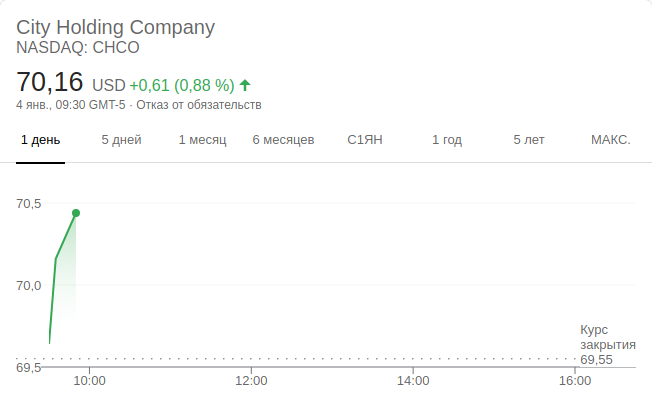 City Holding Company
NASDAQ: CHCO
70,16 USD +0,61 (0,88 %)
4 янв., 09:30 GMT-5 · Отказ от обязательств
1 день 5 дней 1 месяц 6 месяцев С1ЯН 1 год 5 лет МАКС.
70,5
70,0
Курс
закрытия
69,55
69,5
10:00 12:00 14:00 16:00